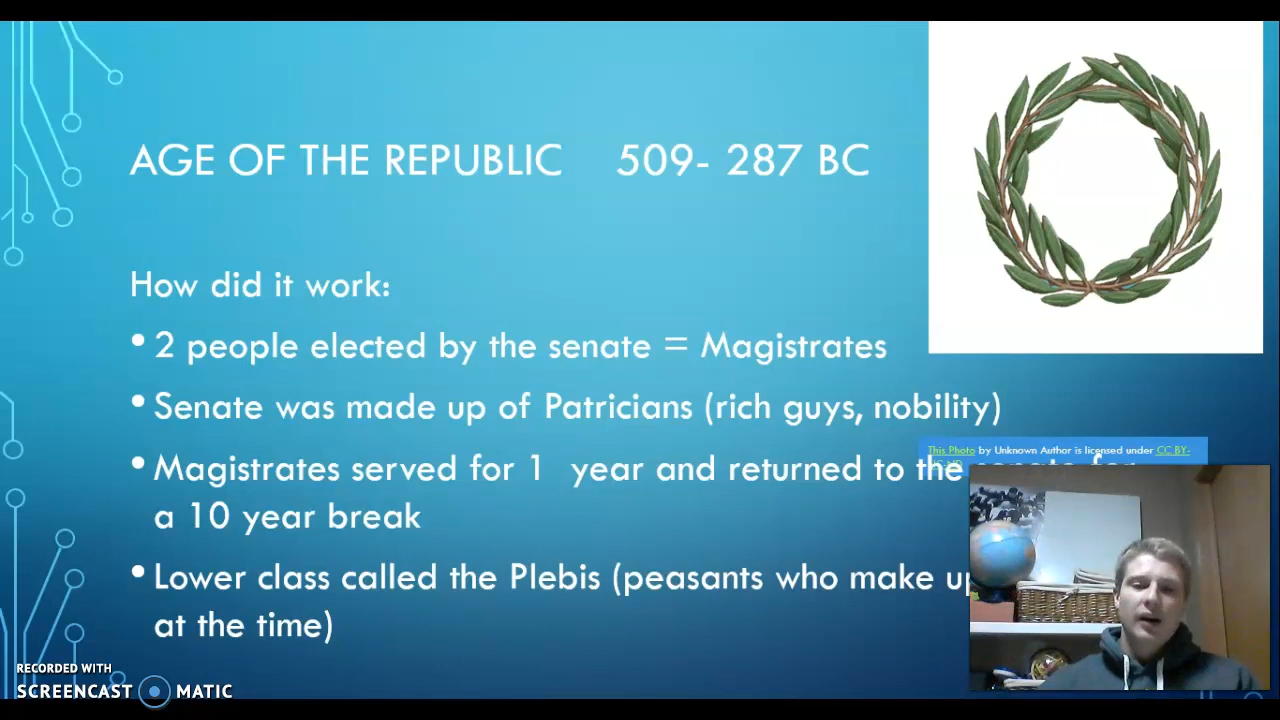 AGE OF THE REPUBLIC 509- 287 BC
How did it work:
• 2 people elected by the senate = Magistrates
• Senate was made up of Patricians (rich guys, nobility)
This Photo by Unknown Author is licensed under CC BY-
• Magistrates served for 1 year and returned to the senate for
a 10 year break
• Lower class called the Plebis (peasants who make up
at the time)
RECORDED WITH
SCREENCAST MATIC